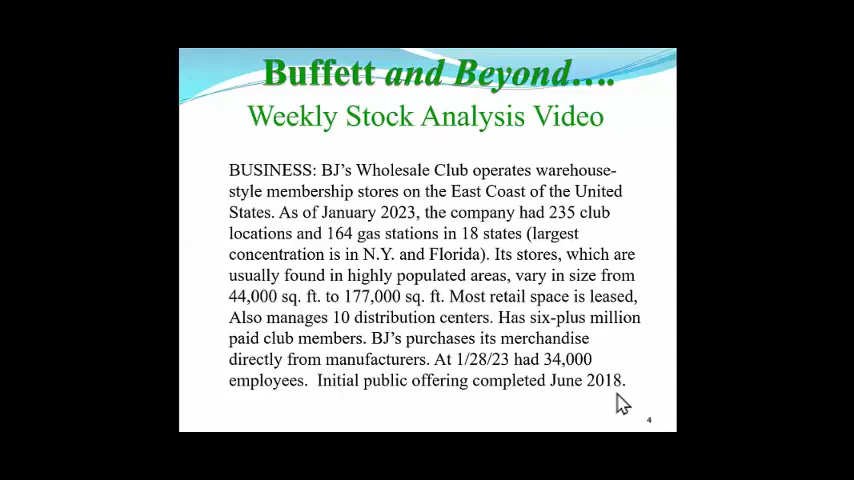 Buffett and Beyond….
Weekly Stock Analysis Video
BUSINESS: BJ’s Wholesale Club operates warehouse-
style membership stores on the East Coast of the United
States. As of January 2023, the company had 235 club
locations and 164 gas stations in 18 states (largest
concentration is in N.Y. and Florida). Its stores, which are
usually found in highly populated areas, vary in size from
44,000 sq. ft. to 177,000 sq. ft. Most retail space is leased,
Also manages 10 distribution centers. Has six-plus million
paid club members. BJ’s purchases its merchandise
directly from manufacturers. At 1/28/23 had 34,000
employees.  Initial public offering completed June 2018.
4